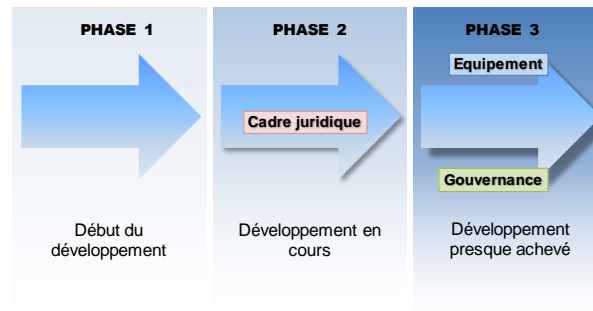 PHASE 1
Début du
développement
PHASE 2
Cadre juridique
Développement en
cours
PHASE 3
Equipement
Gouvernance
Développement
presque achevé